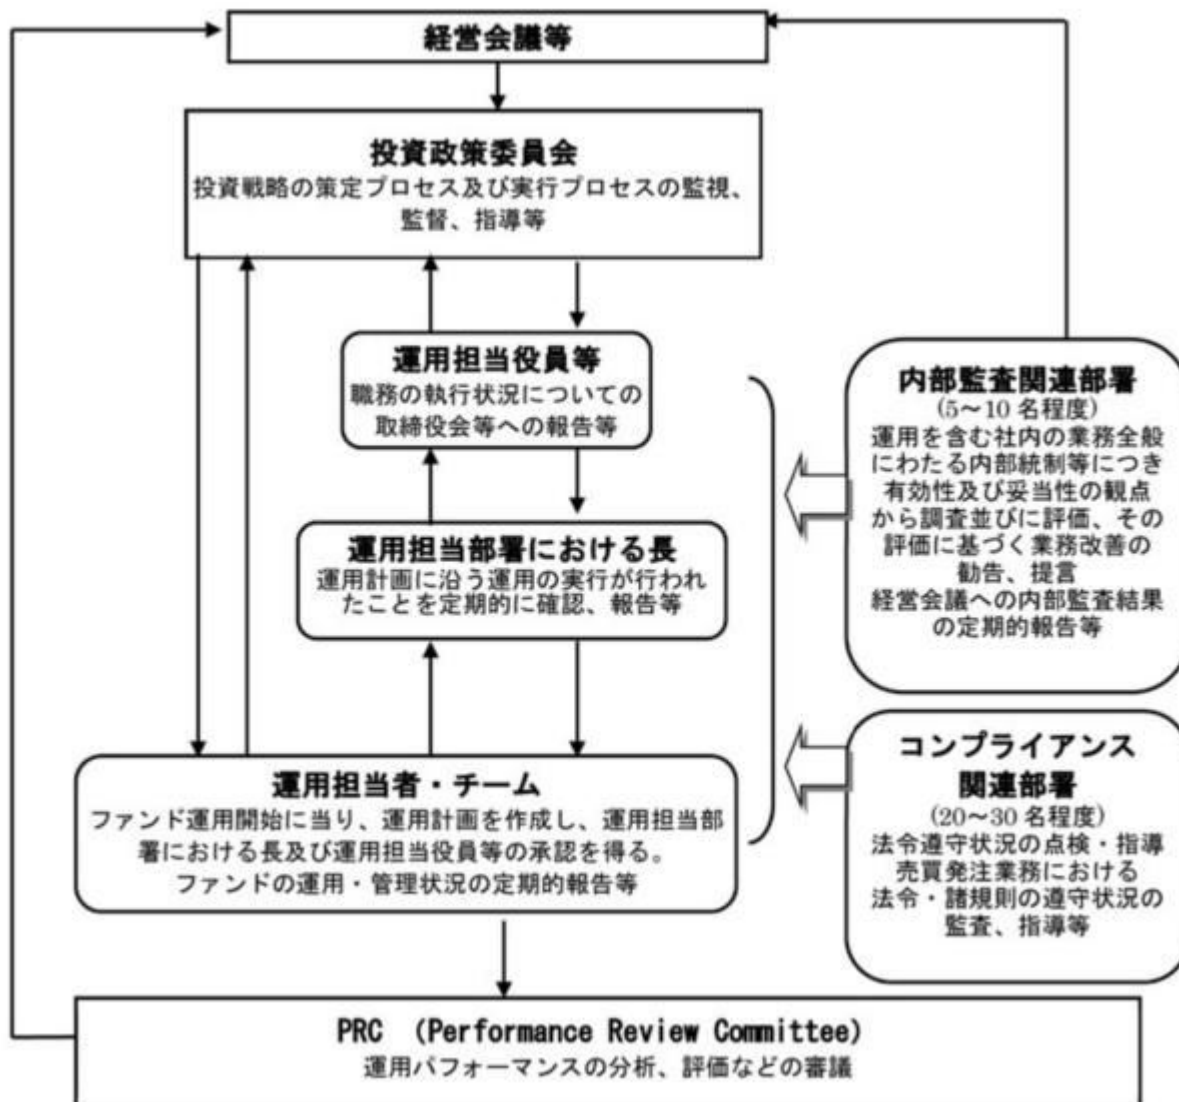 経営会議等
投資政策委員会
投資戦略の策定プロセス及び実行プロセスの監視、
監督、指導等
運用担当役員等
職務の執行状況についての
取締役会等への報告等
運用担当部署における長
運用計画に沿う運用の実行が行われ
たことを定期的に確認、報告等
運用担当者・チーム
ファンド運用開始に当り、運用計画を作成し、運用担当部
署における長及び運用担当役員等の承認を得る。
ファンドの運用・管理状況の定期的報告等
内部監査関連部署
(5～10 名程度)
運用を含む社内の業務全般
にわたる内部統制等につき
有効性及び妥当性の観点
から調査並びに評価、その
評価に基づく業務改善の
勧告、提言
経営会議への内部監査結果
の定期的報告等
コンプライアンス
関連部署
(20～30 名程度)
法令遵守状況の点検・指導
売買発注業務における
法令・諸規則の遵守状況の
監査、指導等
PRC (Performance Review Committee)
運用パフォーマンスの分析、評価などの審議